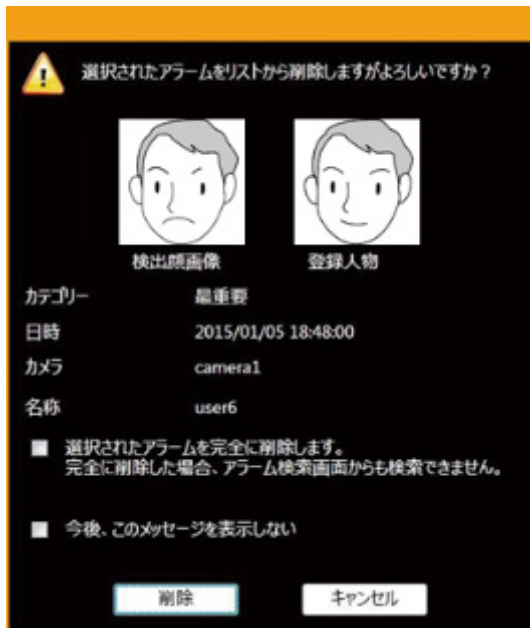 選択されたアラームをリストから削除しますがよろしいですか？
検出顔画像 登録人物
カテゴリー 最重要
日時 2015/01/05 18:48:00
カメラ camera1
名称 user6
選択されたアラームを完全に削除します。
完全に削除した場合、アラーム検索画面からも検索できません。
今後、このメッセージを表示しない
削除 キャンセル